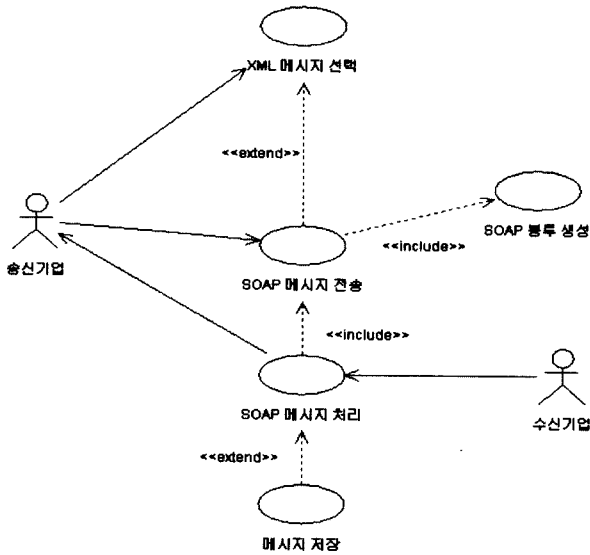 XML 메시지 선택
<<extend>>
SOAP 봉투 생성
<<include>>
송신기업
SOAP 메시지 전송
<<include>>
SOAP 메시지 처리
수신기업
<<extend>>
메시지 저장